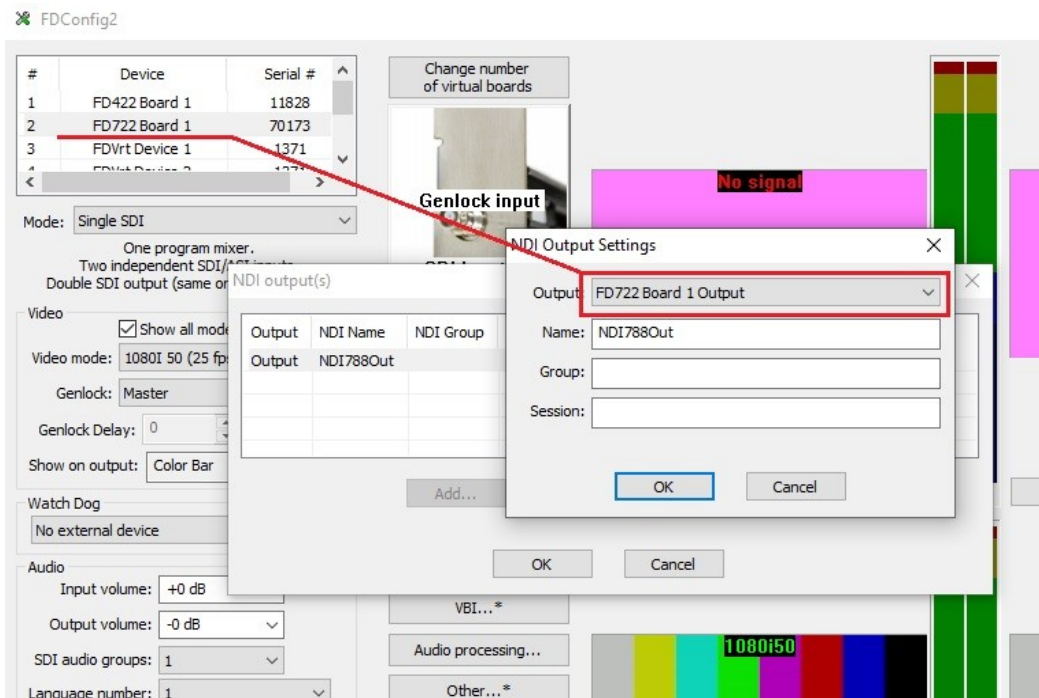 FDConfig2
# Device Serial #
1 FD422 Board 1 11828
2 FD722 Board 1 70173
3 FDVrt Device 1 1371
Change number
of virtual boards
Genlock input
No signal
Mode: Single SDI
One program mixer.
Two independent
Double SDI output (same or
Video
Show all mode
Video mode: 1080I 50 (25 fp
Genlock: Master
Genlock Delay: 0
Show on output: Color Bar
Watch Dog
No external device
Audio
Input volume: +0 dB
Output volume: -0 dB
SDI audio groups: 1
Language number: 1
NDI output(s)
Output NDI Name NDI Group
Output NDI788Out
Add...
OK Cancel
NDI Output Settings
Output: FD722 Board 1 Output
Name: NDI788Out
Group:
Session:
OK Cancel
VBI...*
Audio processing...
Other...*
1080i50